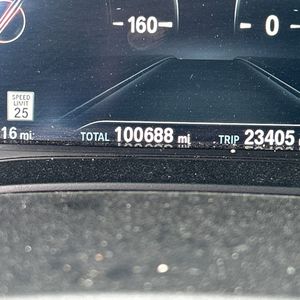 160
0
SPEED
LIMIT
25
16 mi
TOTAL 100688 mi
TRIP 23405